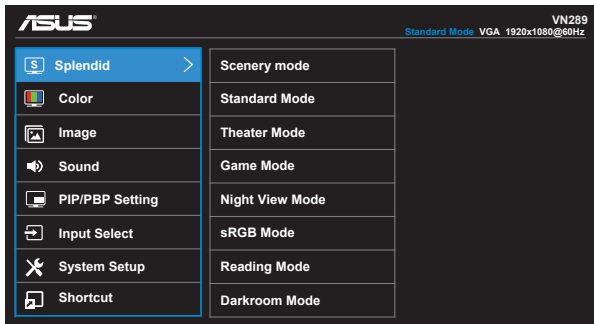 ASUS
VN289
Standard Mode VGA 1920x1080@60Hz
S Splendid
Color
Image
Sound
PIP/PBP Setting
Input Select
System Setup
Shortcut
Scenery mode
Standard Mode
Theater Mode
Game Mode
Night View Mode
sRGB Mode
Reading Mode
Darkroom Mode